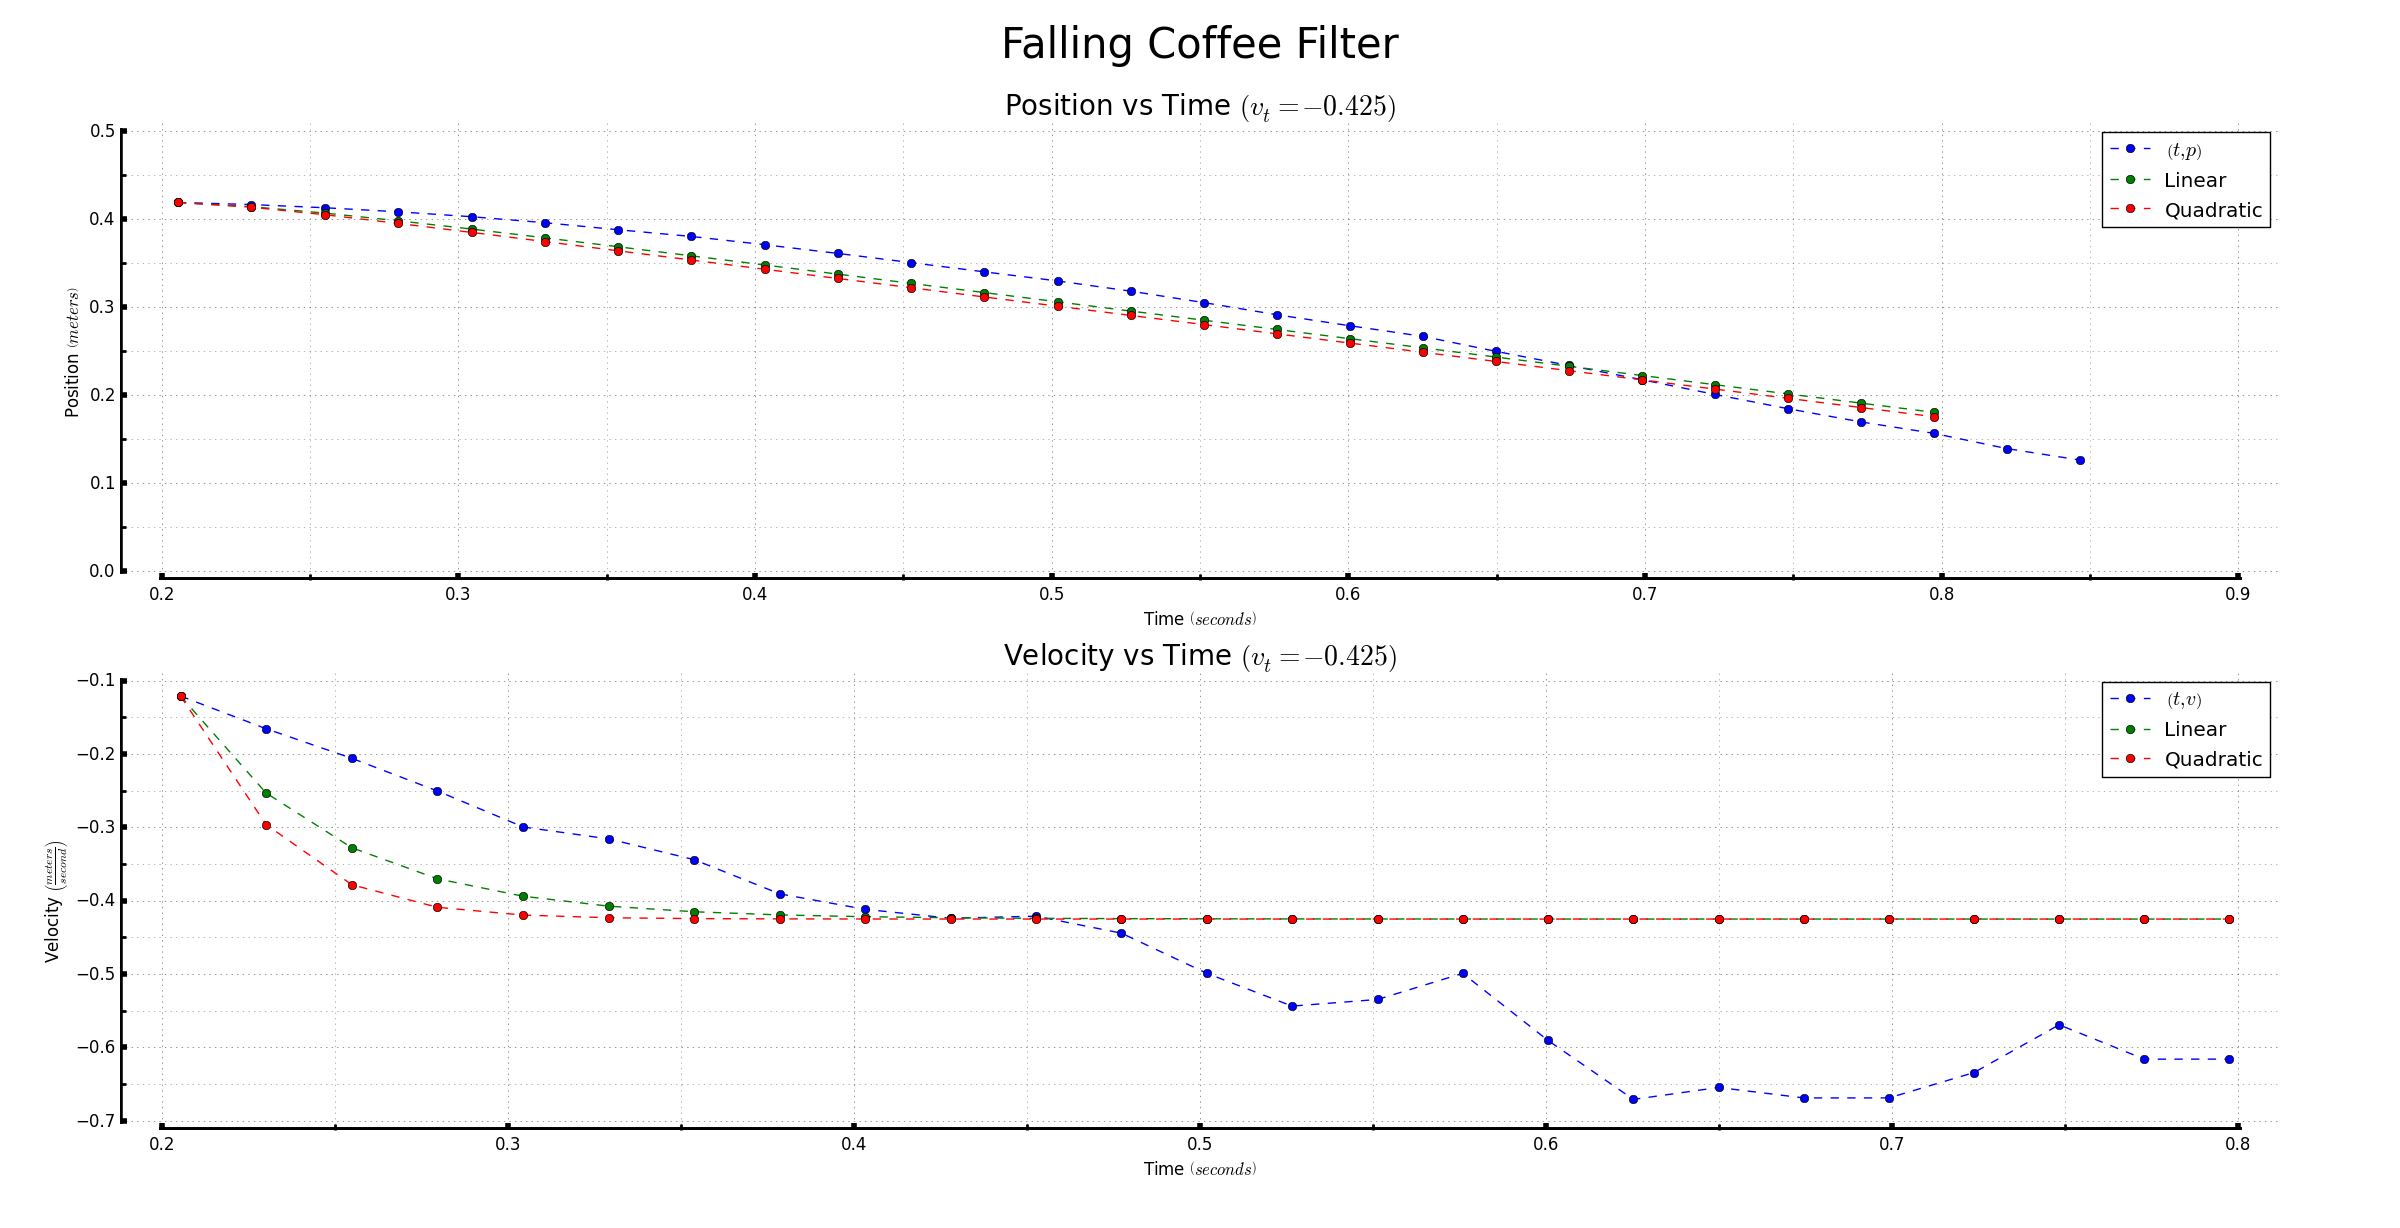 Falling Coffee Filter
Position vs Time (v_t = −0.425)
0.5
0.4
0.3
0.2
0.1
0.0
Position (meters)
(t,p)
Linear
Quadratic
0.2 0.3 0.4 0.5 0.6 0.7 0.8 0.9
Time (seconds)
Velocity vs Time (v_t = −0.425)
−0.1
−0.2
−0.3
−0.4
−0.5
−0.6
−0.7
Velocity (meters/second)
(t,v)
Linear
Quadratic
0.2 0.3 0.4 0.5 0.6 0.7 0.8
Time (seconds)